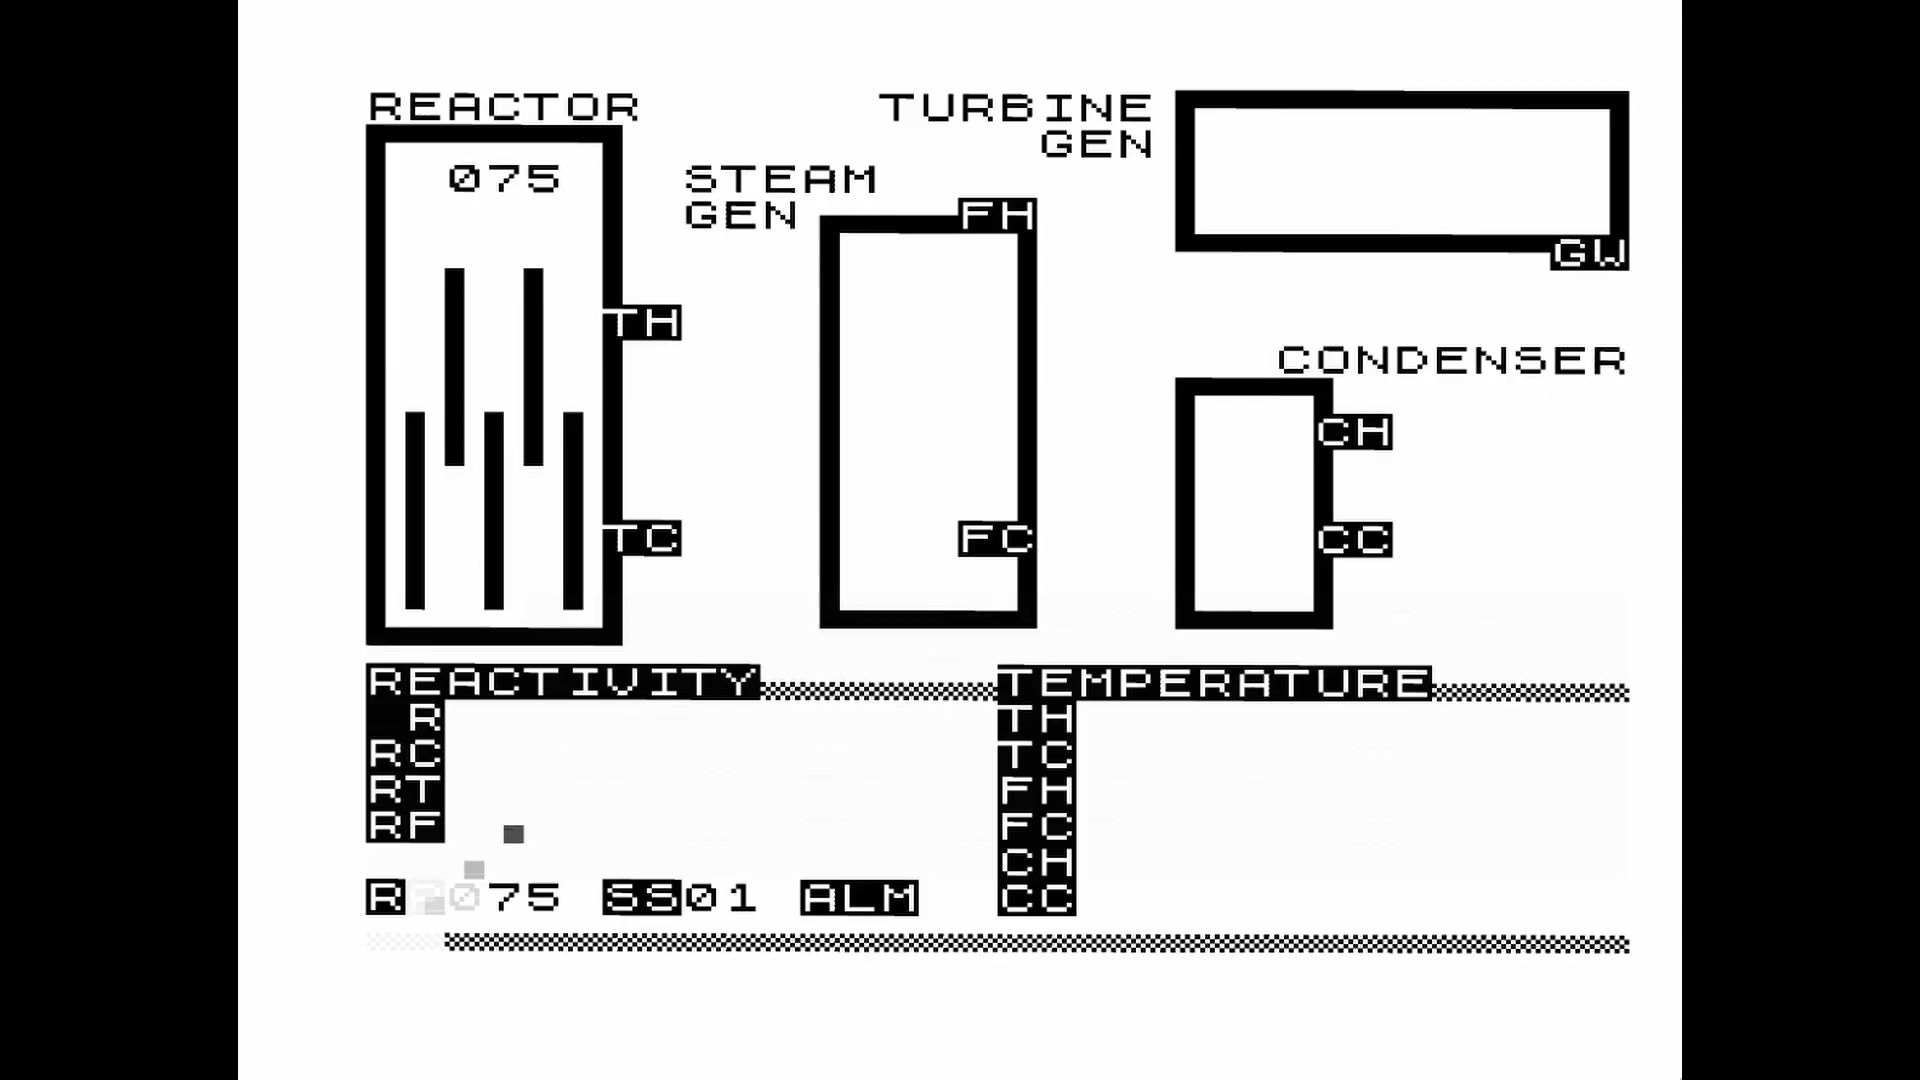 REACTOR
075
TH
TC
STEAM
GEN
FH
FC
TURBINE
GEN
GW
CONDENSER
CH
CC
REACTIVITY
R
RC
RT
RF
R 075 SS01 ALM
TEMPERATURE
TH
TC
FH
FC
CH
CC